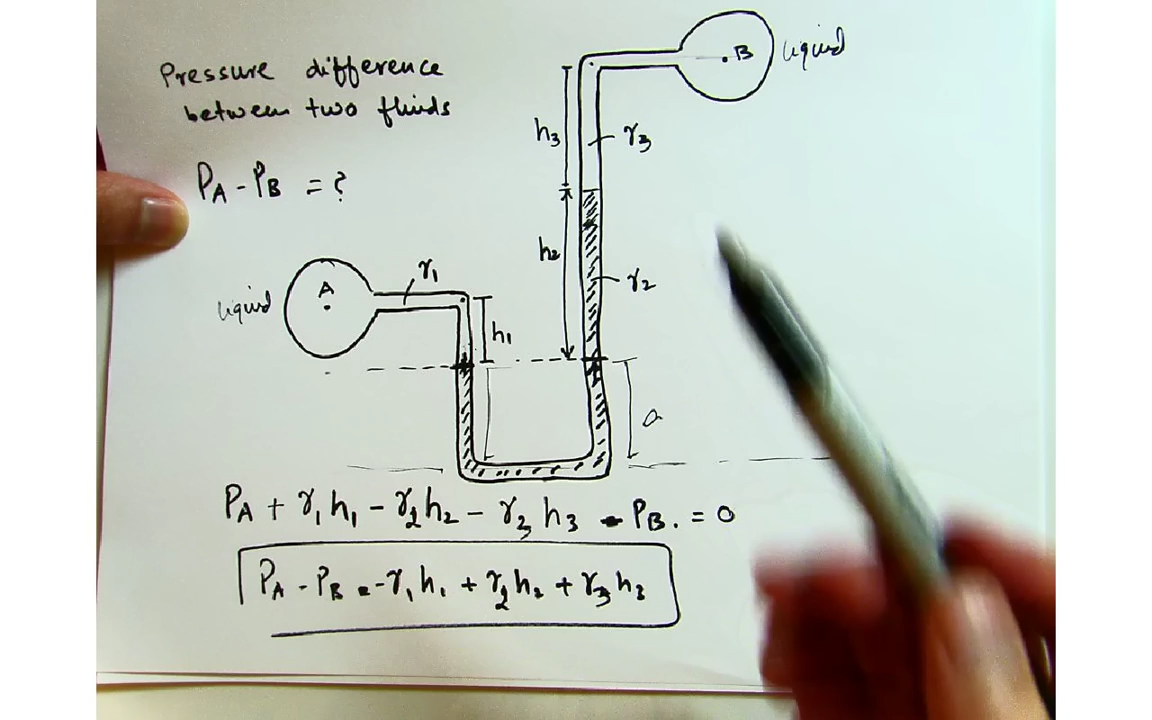 Pressure difference
between two fluids
PA - PB = ?
B liquid
h3 γ3
h2 γ2
A γ1
liquid
h1
a
PA + γ1 h1 - γ2 h2 - γ3 h3 - PB. = 0
PA - PB = -γ1 h1 + γ2 h2 + γ3 h3